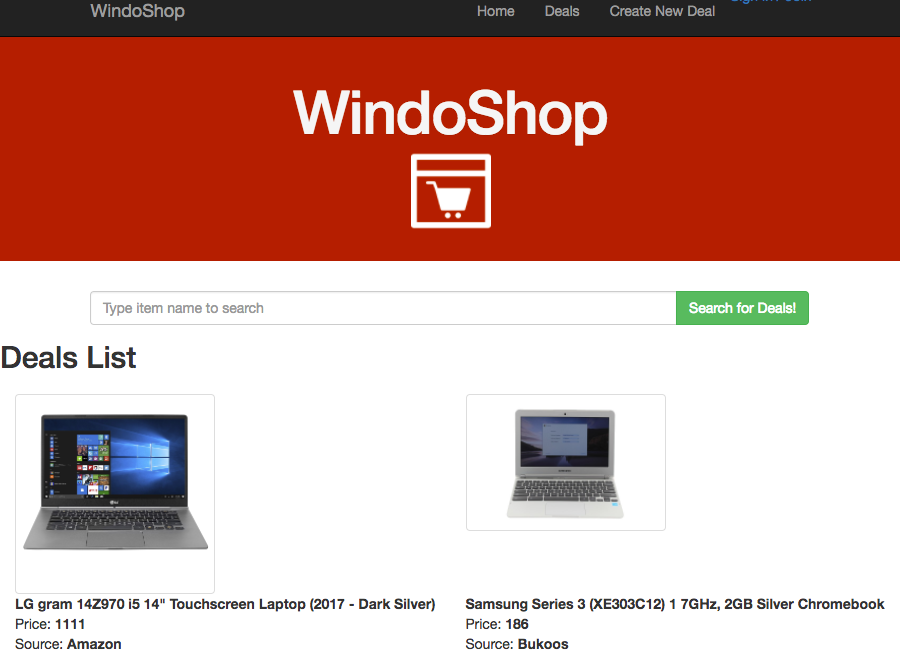 WindoShop Home Deals Create New Deal
WindoShop
Type item name to search Search for Deals!
Deals List
LG gram 14Z970 i5 14" Touchscreen Laptop (2017 - Dark Silver)
Price: 1111
Source: Amazon
Samsung Series 3 (XE303C12) 1 7GHz, 2GB Silver Chromebook
Price: 186
Source: Bukoos